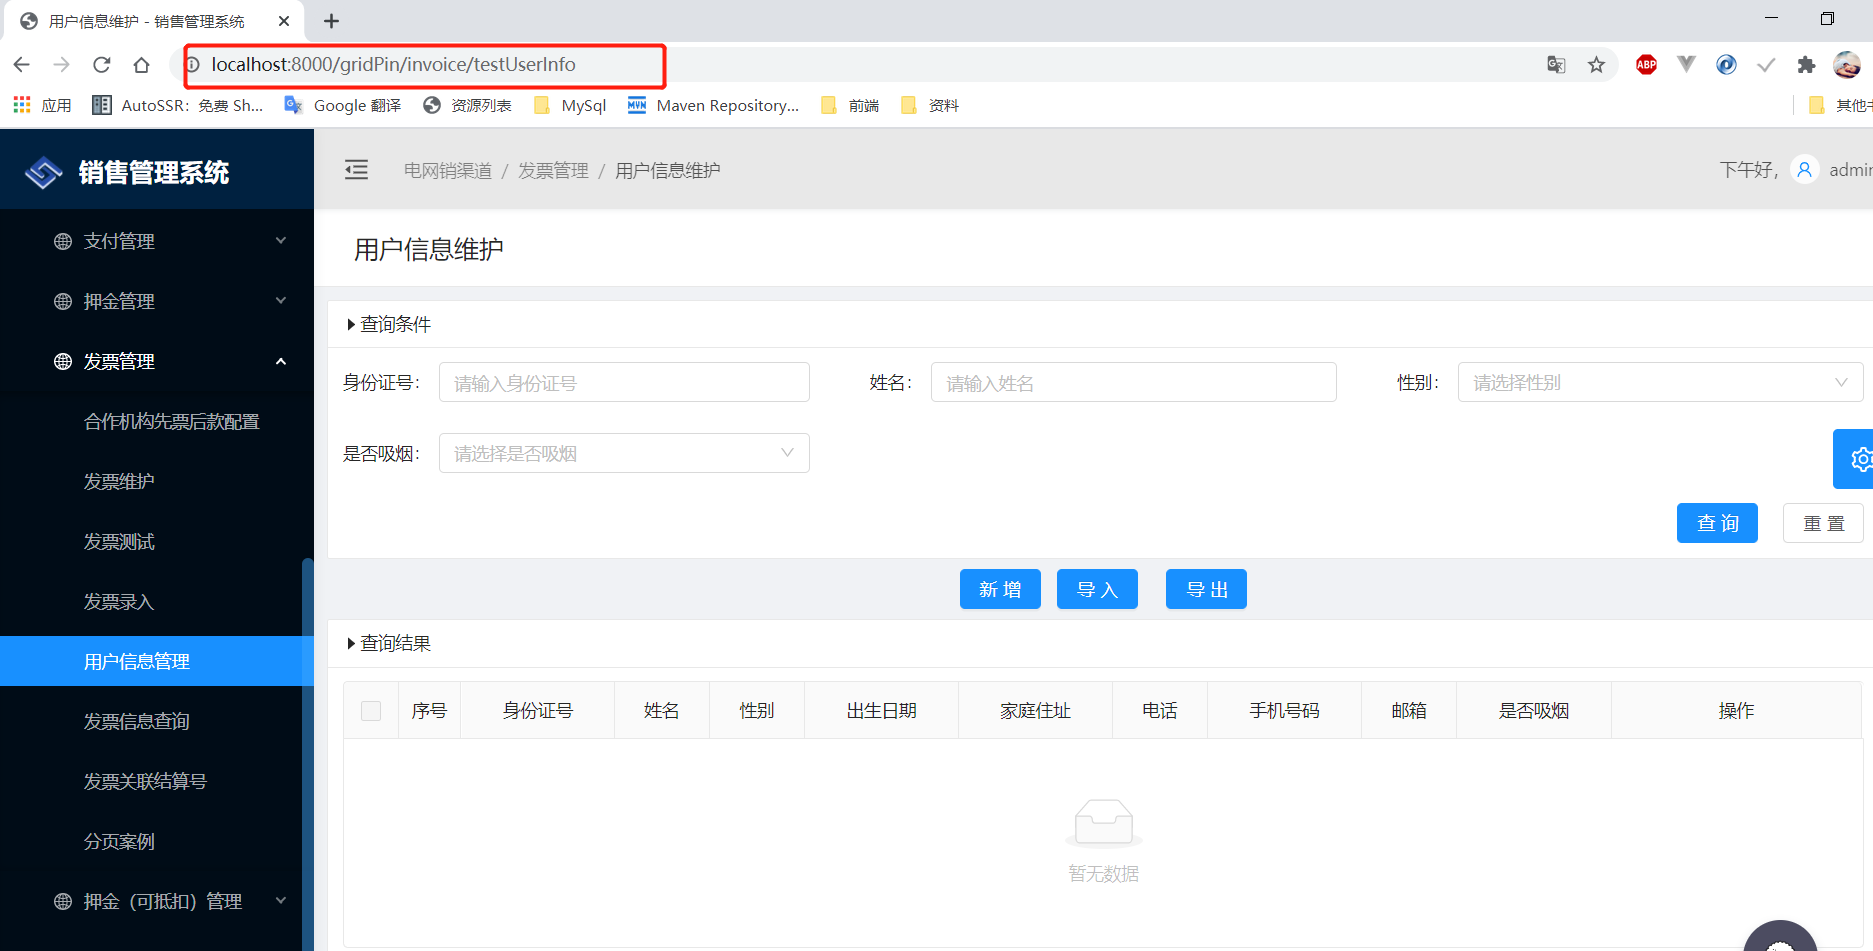 用户信息维护 - 销售管理系统
localhost:8000/gridPin/invoice/testUserInfo
ABP
应用 AutoSSR：免费 Sh... Google 翻译 资源列表 MySql MVN Maven Repository... 前端 资料 其他
销售管理系统
电网销渠道 / 发票管理 / 用户信息维护
下午好， admin
支付管理
押金管理
发票管理
合作机构先票后款配置
发票维护
发票测试
发票录入
用户信息管理
发票信息查询
发票关联结算号
分页案例
押金（可抵扣）管理
用户信息维护
查询条件
身份证号： 请输入身份证号 姓名： 请输入姓名 性别： 请选择性别
是否吸烟： 请选择是否吸烟
查 询 重 置
新 增 导 入 导 出
查询结果
序号 身份证号 姓名 性别 出生日期 家庭住址 电话 手机号码 邮箱 是否吸烟 操作
暂无数据